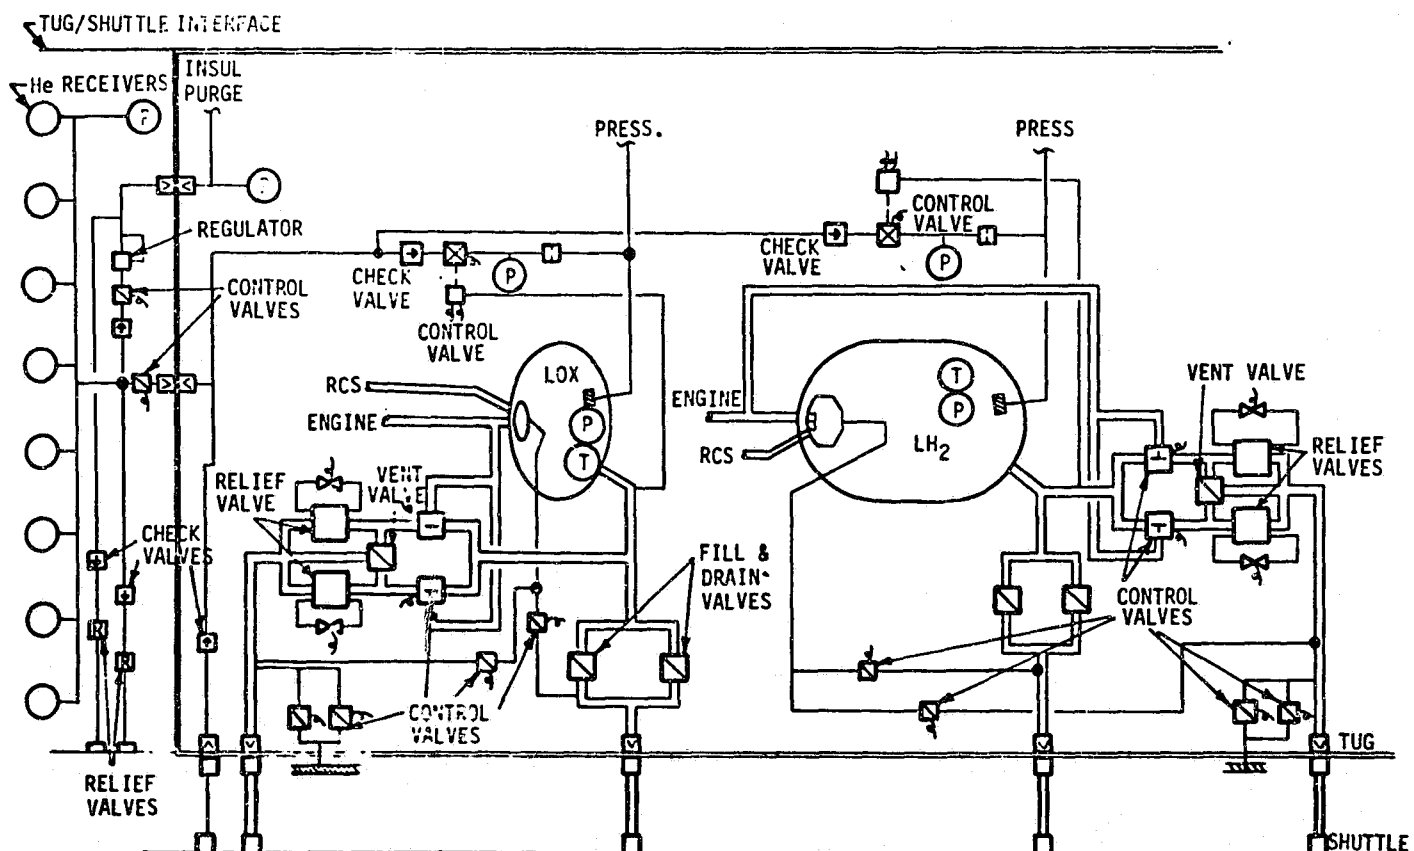 TUG/SHUTTLE INTERFACE
He RECEIVERS
INSUL
PURGE
PRESS.
PRESS
REGULATOR
CONTROL
VALVES
CHECK
VALVE
P
CONTROL
VALVE
CHECK
VALVE
CONTROL
VALVE
P
RCS
ENGINE
LOX
P
T
ENGINE
RCS
T
P
LH2
VENT VALVE
RELIEF
VALVES
RELIEF
VALVE
VENT
VALVE
CHECK
VALVES
FILL &
DRAIN
VALVES
CONTROL
VALVES
CONTROL
VALVES
RELIEF
VALVES
TUG
SHUTTLE